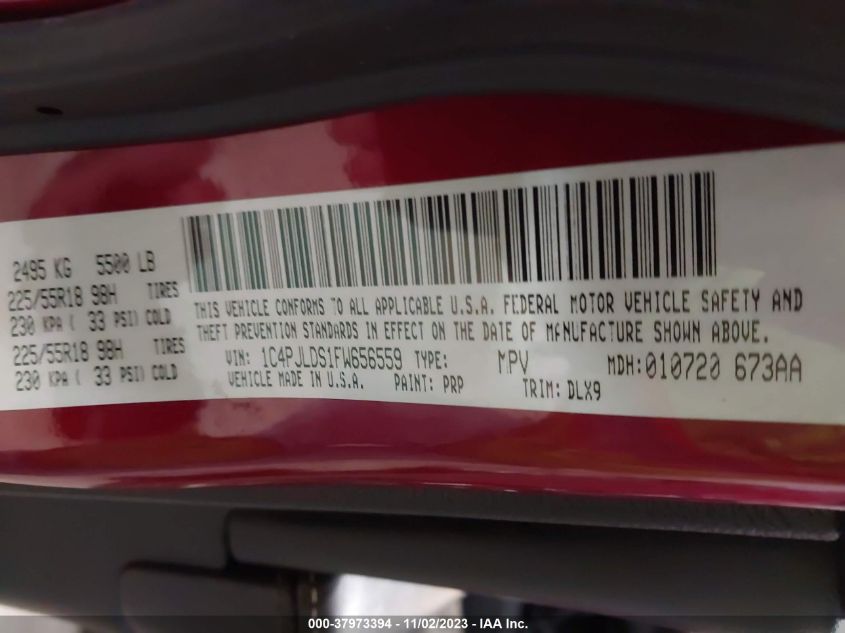 2495 KG 5500 LB
225/55R18 98H TIRES
230 KPA ( 33 PSI) COLD
225/55R18 98H TIRES
230 KPA ( 33 PSI) COLD
THIS VEHICLE CONFORMS TO ALL APPLICABLE U.S.A. FEDERAL MOTOR VEHICLE SAFETY AND
THEFT PREVENTION STANDARDS IN EFFECT ON THE DATE OF MANUFACTURE SHOWN ABOVE.
VIN: 1C4PJLDS1FW656559 TYPE: MPV MDH:010720 673AA
VEHICLE MADE IN U.S.A. PAINT: PRP TRIM: DLX9
000-37973394 - 11/02/2023 - IAA Inc.